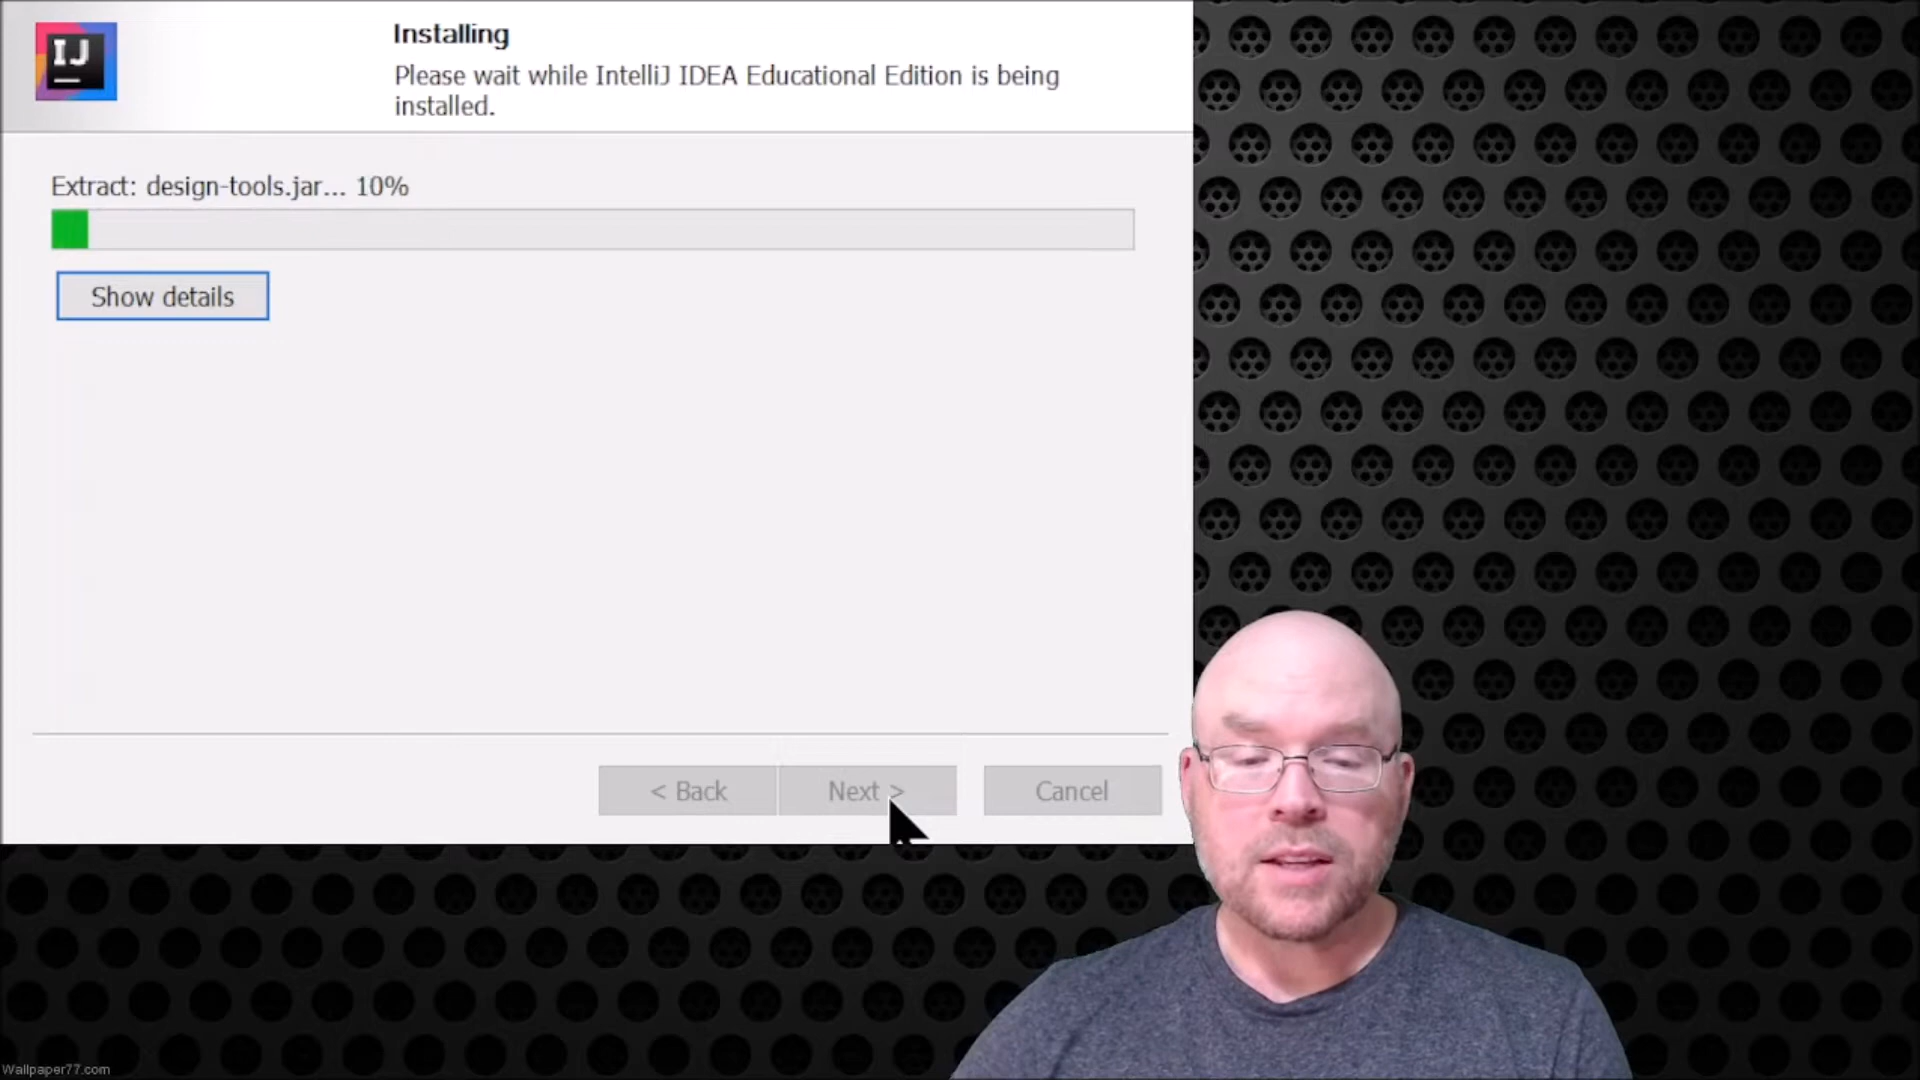 IJ
Installing
Please wait while IntelliJ IDEA Educational Edition is being
installed.
Extract: design-tools.jar... 10%
Show details
< Back
Next >
Cancel
Wallpaper77.com